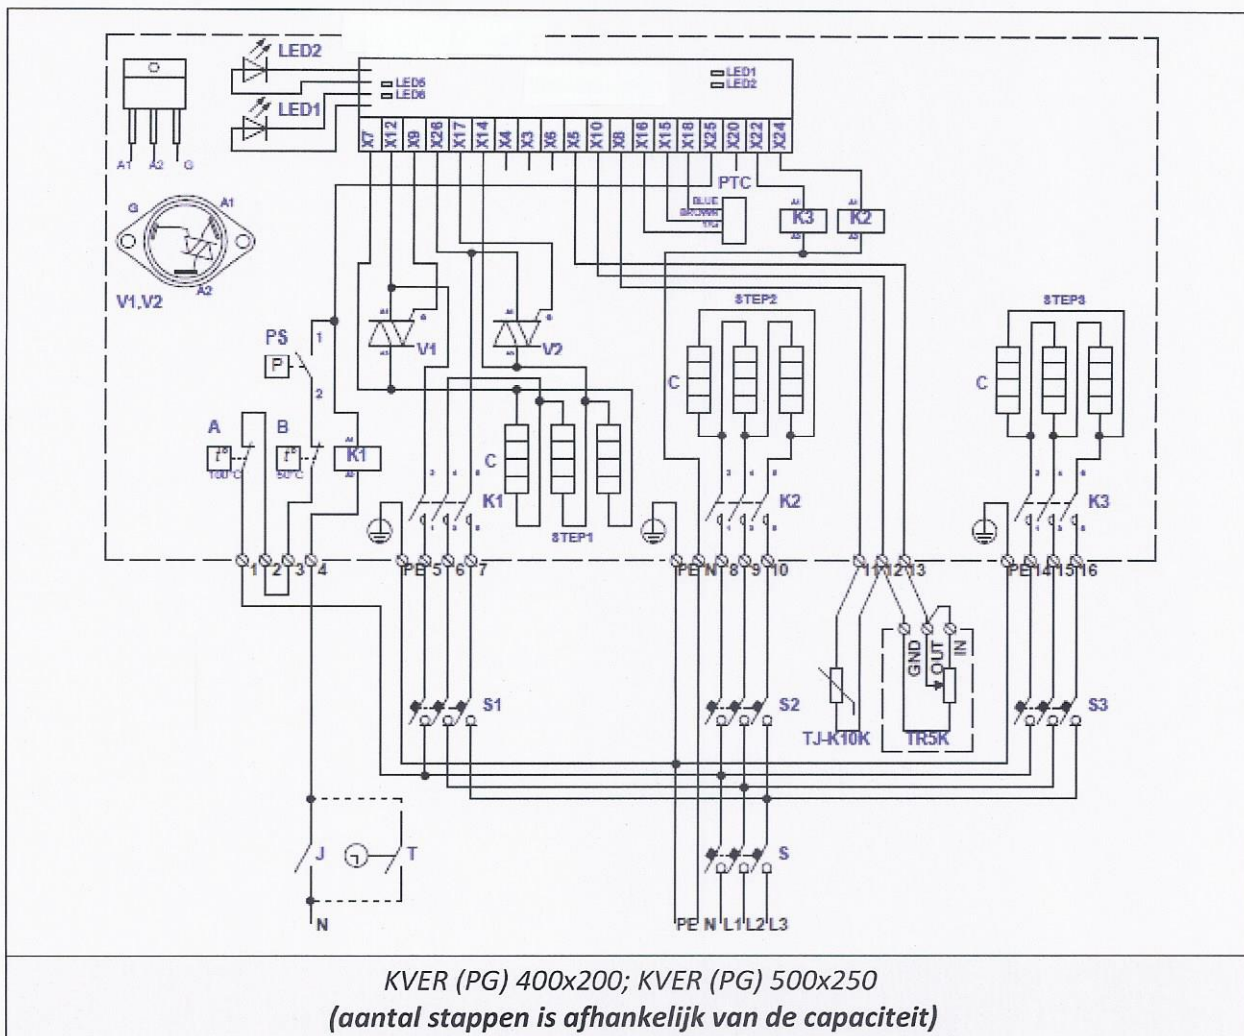 LED2
LED1
LED5
LED6
LED1
LED2
X7 X12 X9 X26 X17 X14 X4 X3 X6 X5 X10 X8 X16 X15 X18 X25 X20 X22 X24
A1 A2 G
G A1
A2
V1,V2
PTC
BLUE
BROWN
K3
K2
STEP2
STEP3
PS
P
1
2
V1
G
V2
G
A
t°
100°C
B
t°
50°C
K1
C
C
C
K1
K2
K3
STEP1
1 2 3 4 PE 5 6 7 PE N 8 9 10 11 12 13 PE 14 15 16
GND OUT IN
S1
S2
TJ-K10K
TR5K
S3
J
T
S
N
PE N L1 L2 L3
KVER (PG) 400x200; KVER (PG) 500x250
(aantal stappen is afhankelijk van de capaciteit)